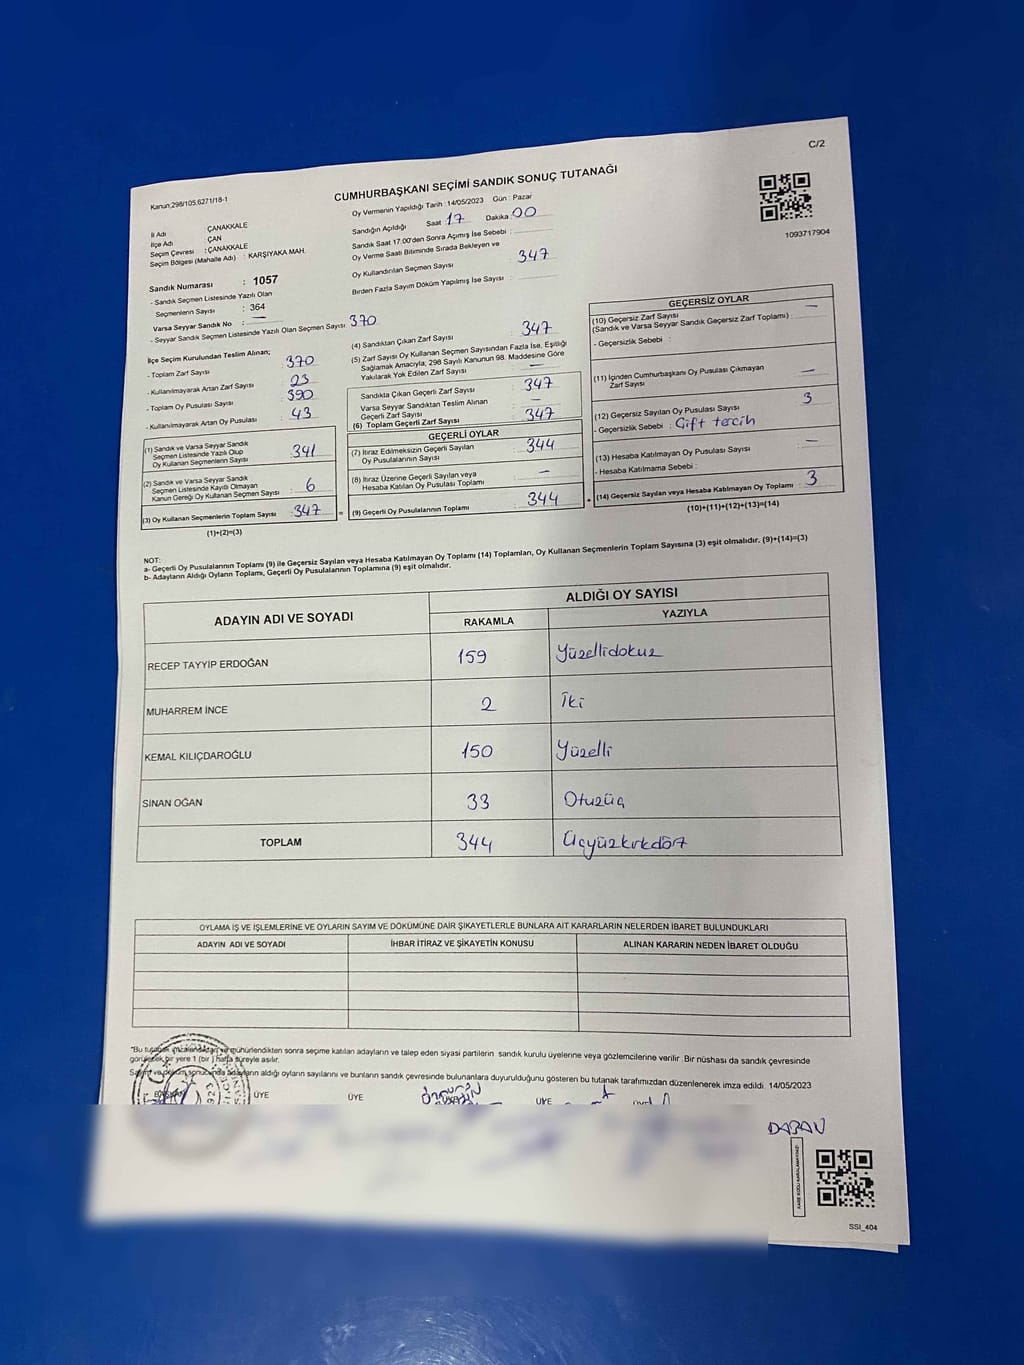 C/2
Kanun:298/105;6271/18-1
CUMHURBAŞKANI SEÇİMİ SANDIK SONUÇ TUTANAĞI
1093717904
İl Adı : ÇANAKKALE
İlçe Adı : ÇAN
Seçim Çevresi : ÇANAKKALE
Seçim Bölgesi (Mahalle Adı) : KARŞIYAKA MAH.
Sandık Numarası : 1057
- Sandık Seçmen Listesinde Yazılı Olan
Seçmenlerin Sayısı : 364
Varsa Seyyar Sandık No : —
- Seyyar Sandık Seçmen Listesinde Yazılı Olan Seçmen Sayısı: 370
Oy Vermenin Yapıldığı Tarih : 14/05/2023 Gün : Pazar
Sandığın Açıldığı Saat 17 Dakika 00
Sandık Saat 17:00'den Sonra Açımış İse Sebebi :
Oy Verme Saati Bitiminde Sırada Bekleyen ve
Oy Kullandırılan Seçmen Sayısı : 347
Birden Fazla Sayım Döküm Yapılmış İse Sayısı :
İlçe Seçim Kurulundan Teslim Alınan;
- Toplam Zarf Sayısı : 370
- Kullanılmayarak Artan Zarf Sayısı : 23
- Toplam Oy Pusulası Sayısı : 390
- Kullanılmayarak Artan Oy Pusulası : 43
(1) Sandık ve Varsa Seyyar Sandık
Seçmen Listesinde Yazılı Olup
Oy Kullanan Seçmenlerin Sayısı : 341
(2) Sandık ve Varsa Seyyar Sandık
Seçmen Listesinde Kayıtlı Olmayan
Kanun Gereği Oy Kullanan Seçmen Sayısı : 6
(3) Oy Kullanan Seçmenlerin Toplam Sayısı : 347
(1)+(2)=(3)
(4) Sandıktan Çıkan Zarf Sayısı : 347
(5) Zarf Sayısı Oy Kullanan Seçmen Sayısından Fazla İse, Eşitliği
Sağlamak Amacıyla, 298 Sayılı Kanunun 98. Maddesine Göre
Yakılarak Yok Edilen Zarf Sayısı : —
Sandıkta Çıkan Geçerli Zarf Sayısı : 347
Varsa Seyyar Sandıktan Teslim Alınan
Geçerli Zarf Sayısı : —
(6) Toplam Geçerli Zarf Sayısı : 347
GEÇERLİ OYLAR
(7) İtiraz Edilmeksizin Geçerli Sayılan
Oy Pusulalarının Sayısı : 344
(8) İtiraz Üzerine Geçerli Sayılan veya
Hesaba Katılan Oy Pusulası Toplamı : —
= (9) Geçerli Oy Pusulalarının Toplamı : 344 +
GEÇERSİZ OYLAR
(10) Geçersiz Zarf Sayısı
(Sandık ve Varsa Seyyar Sandık Geçersiz Zarf Toplamı) : —
- Geçersizlik Sebebi :
(11) İçinden Cumhurbaşkanı Oy Pusulası Çıkmayan
Zarf Sayısı : —
(12) Geçersiz Sayılan Oy Pusulası Sayısı : 3
- Geçersizlik Sebebi : Çift tercih
(13) Hesaba Katılmayan Oy Pusulası Sayısı : —
- Hesaba Katılmama Sebebi :
(14) Geçersiz Sayılan veya Hesaba Katılmayan Oy Toplamı : 3
(10)+(11)+(12)+(13)=(14)
NOT:
a- Geçerli Oy Pusulalarının Toplamı (9) ile Geçersiz Sayılan veya Hesaba Katılmayan Oy Toplamı (14) Toplamları, Oy Kullanan Seçmenlerin Toplam Sayısına (3) eşit olmalıdır. (9)+(14)=(3)
b- Adayların Aldığı Oyların Toplamı, Geçerli Oy Pusulalarının Toplamına (9) eşit olmalıdır.
ADAYIN ADI VE SOYADI ALDIĞI OY SAYISI
RAKAMLA YAZIYLA
RECEP TAYYİP ERDOĞAN 159 Yüzellidokuz
MUHARREM İNCE 2 İki
KEMAL KILIÇDAROĞLU 150 Yüzelli
SİNAN OĞAN 33 Otuzüç
TOPLAM 344 Üçyüzkırkdört
OYLAMA İŞ VE İŞLEMLERİNE VE OYLARIN SAYIM VE DÖKÜMÜNE DAİR ŞİKAYETLERLE BUNLARA AİT KARARLARIN NELERDEN İBARET BULUNDUKLARI
ADAYIN ADI VE SOYADI İHBAR İTİRAZ VE ŞİKAYETİN KONUSU ALINAN KARARIN NEDEN İBARET OLDUĞU
*Bu tutanak imzalandıktan ve mühürlendikten sonra seçime katılan adayların ve talep eden siyasi partilerin sandık kurulu üyelerine veya gözlemcilerine verilir. Bir nüshası da sandık çevresinde
görülecek bir yere 1 (bir) hafta süreyle asılır.
Sayım ve döküm sonucunda adayların aldığı oyların sayılarını ve bunların sandık çevresinde bulunanlara duyurulduğunu gösteren bu tutanak tarafımızdan düzenlenerek imza edildi. 14/05/2023
BAŞKAN ÜYE ÜYE ÜYE
DABAN
SSI_404